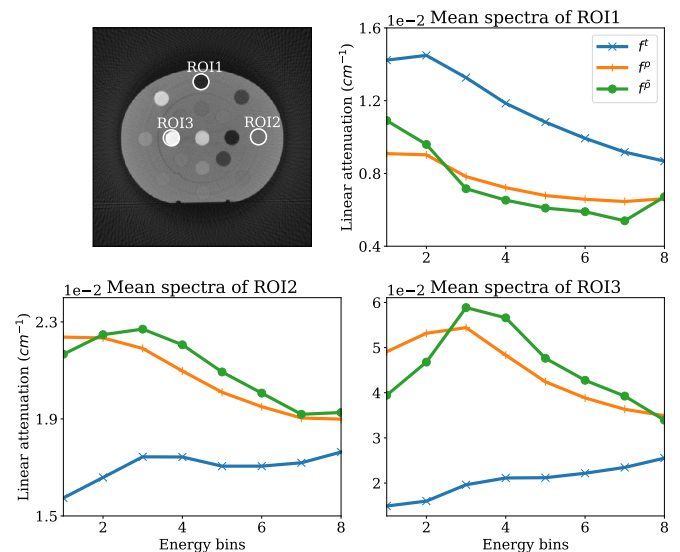 ROI1
ROI3
ROI2
Mean spectra of ROI1
1e−2
Linear attenuation (cm⁻¹)
1.6
1.2
0.8
0.4
2
4
6
8
fᵗ
fᵖ
f^p̃
Mean spectra of ROI2
1e−2
Linear attenuation (cm⁻¹)
2.3
1.9
1.5
2
4
6
8
Energy bins
Mean spectra of ROI3
1e−2
6
5
4
3
2
2
4
6
8
Energy bins